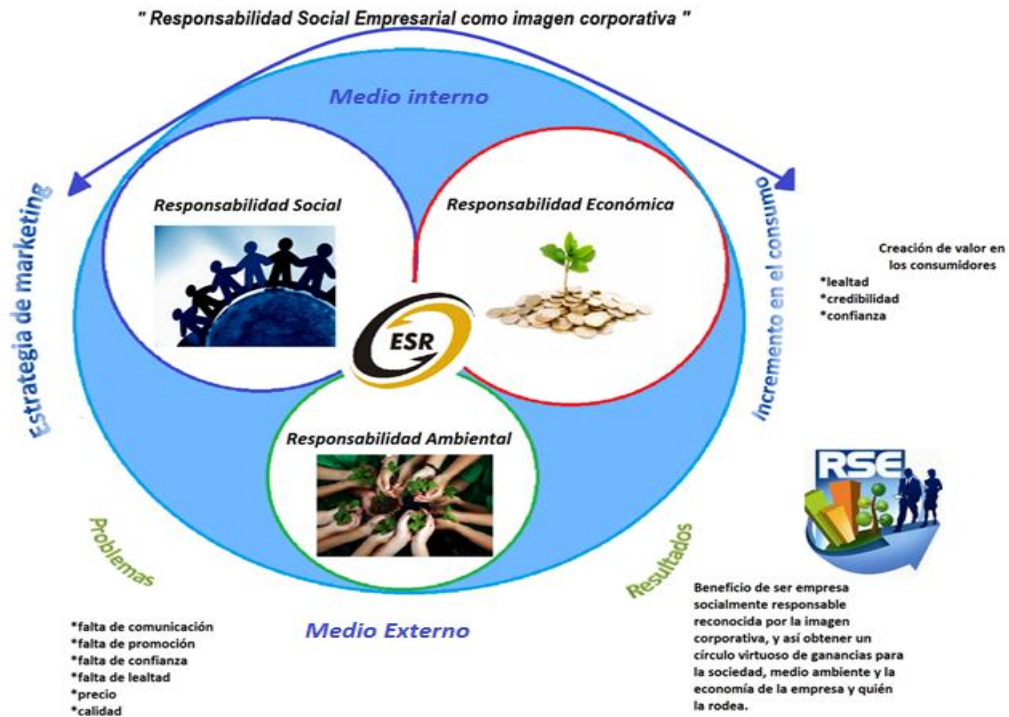 " Responsabilidad Social Empresarial como imagen corporativa "
Medio interno
Responsabilidad Social
Responsabilidad Económica
ESR
Responsabilidad Ambiental
Medio Externo
Estrategia de marketing
Incremento en el consumo
Creación de valor en
los consumidores
*lealtad
*credibilidad
*confianza
Problemas
*falta de comunicación
*falta de promoción
*falta de confianza
*falta de lealtad
*precio
*calidad
Resultados
RSE
Beneficio de ser empresa
socialmente responsable
reconocida por la imagen
corporativa, y así obtener un
círculo virtuoso de ganancias para
la sociedad, medio ambiente y la
economía de la empresa y quién
la rodea.